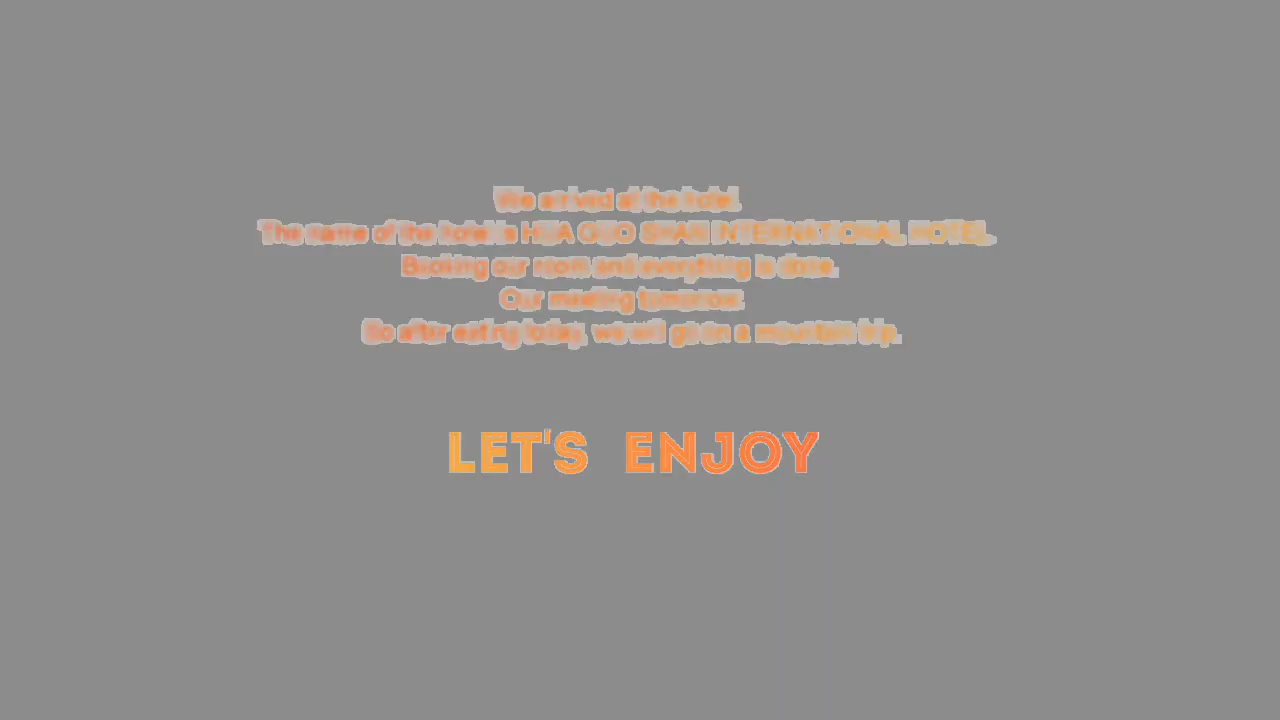 We arrived at the hotel.
The name of the hotel is HUA GUO SHAN INTERNATIONAL HOTEL.
Booking our room and everything is done.
Our meeting tomorrow.
So after eating today, we will go on a mountain trip.
LET'S ENJOY